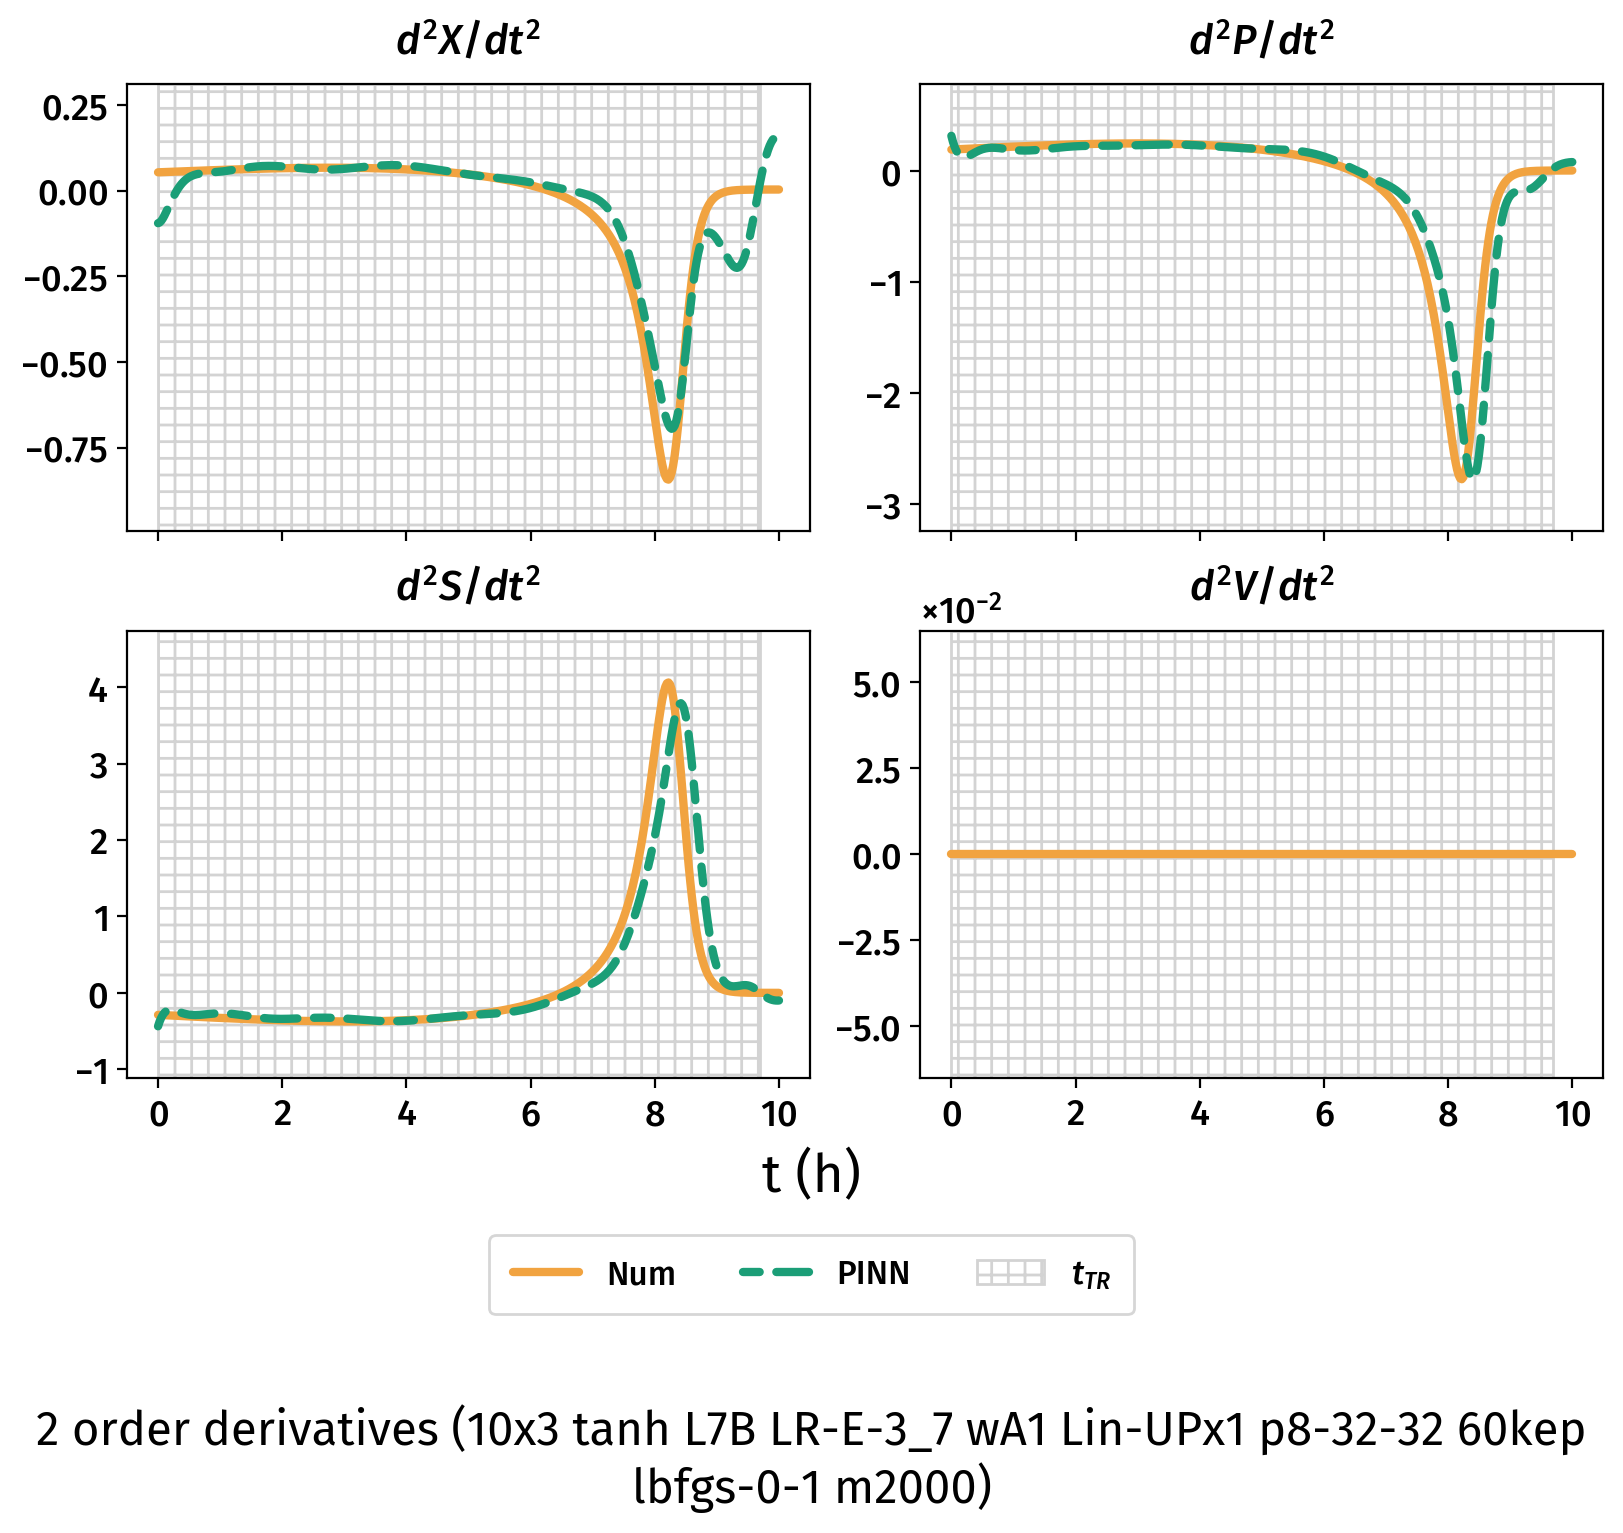 d²X/dt²
d²P/dt²
0.25
0.00
−0.25
−0.50
−0.75
0
−1
−2
−3
d²S/dt²
d²V/dt²
×10⁻²
4
3
2
1
0
−1
5.0
2.5
0.0
−2.5
−5.0
0 2 4 6 8 10
0 2 4 6 8 10
t (h)
Num PINN t_TR
2 order derivatives (10x3 tanh L7B LR-E-3_7 wA1 Lin-UPx1 p8-32-32 60kep
lbfgs-0-1 m2000)